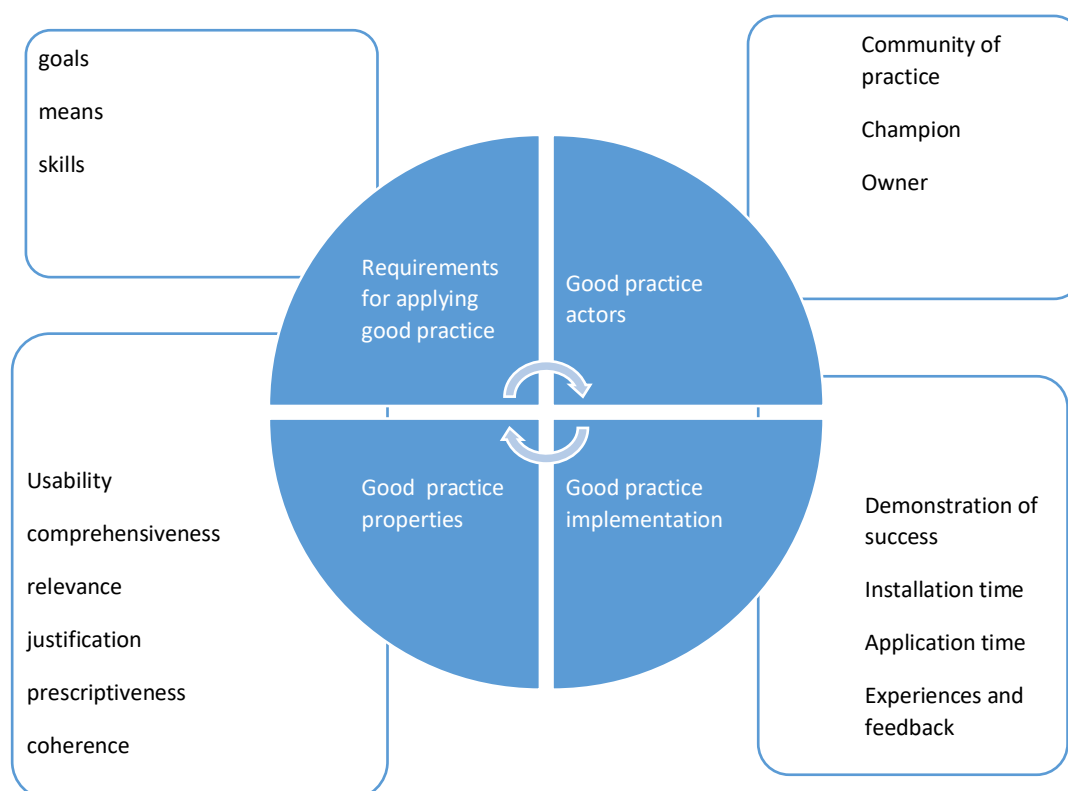 goals
means
skills
Community of
practice
Champion
Owner
Requirements
for applying
good practice
Good practice
actors
Good  practice
properties
Good practice
implementation
Usability
comprehensiveness
relevance
justification
prescriptiveness
coherence
Demonstration of
success
Installation time
Application time
Experiences and
feedback